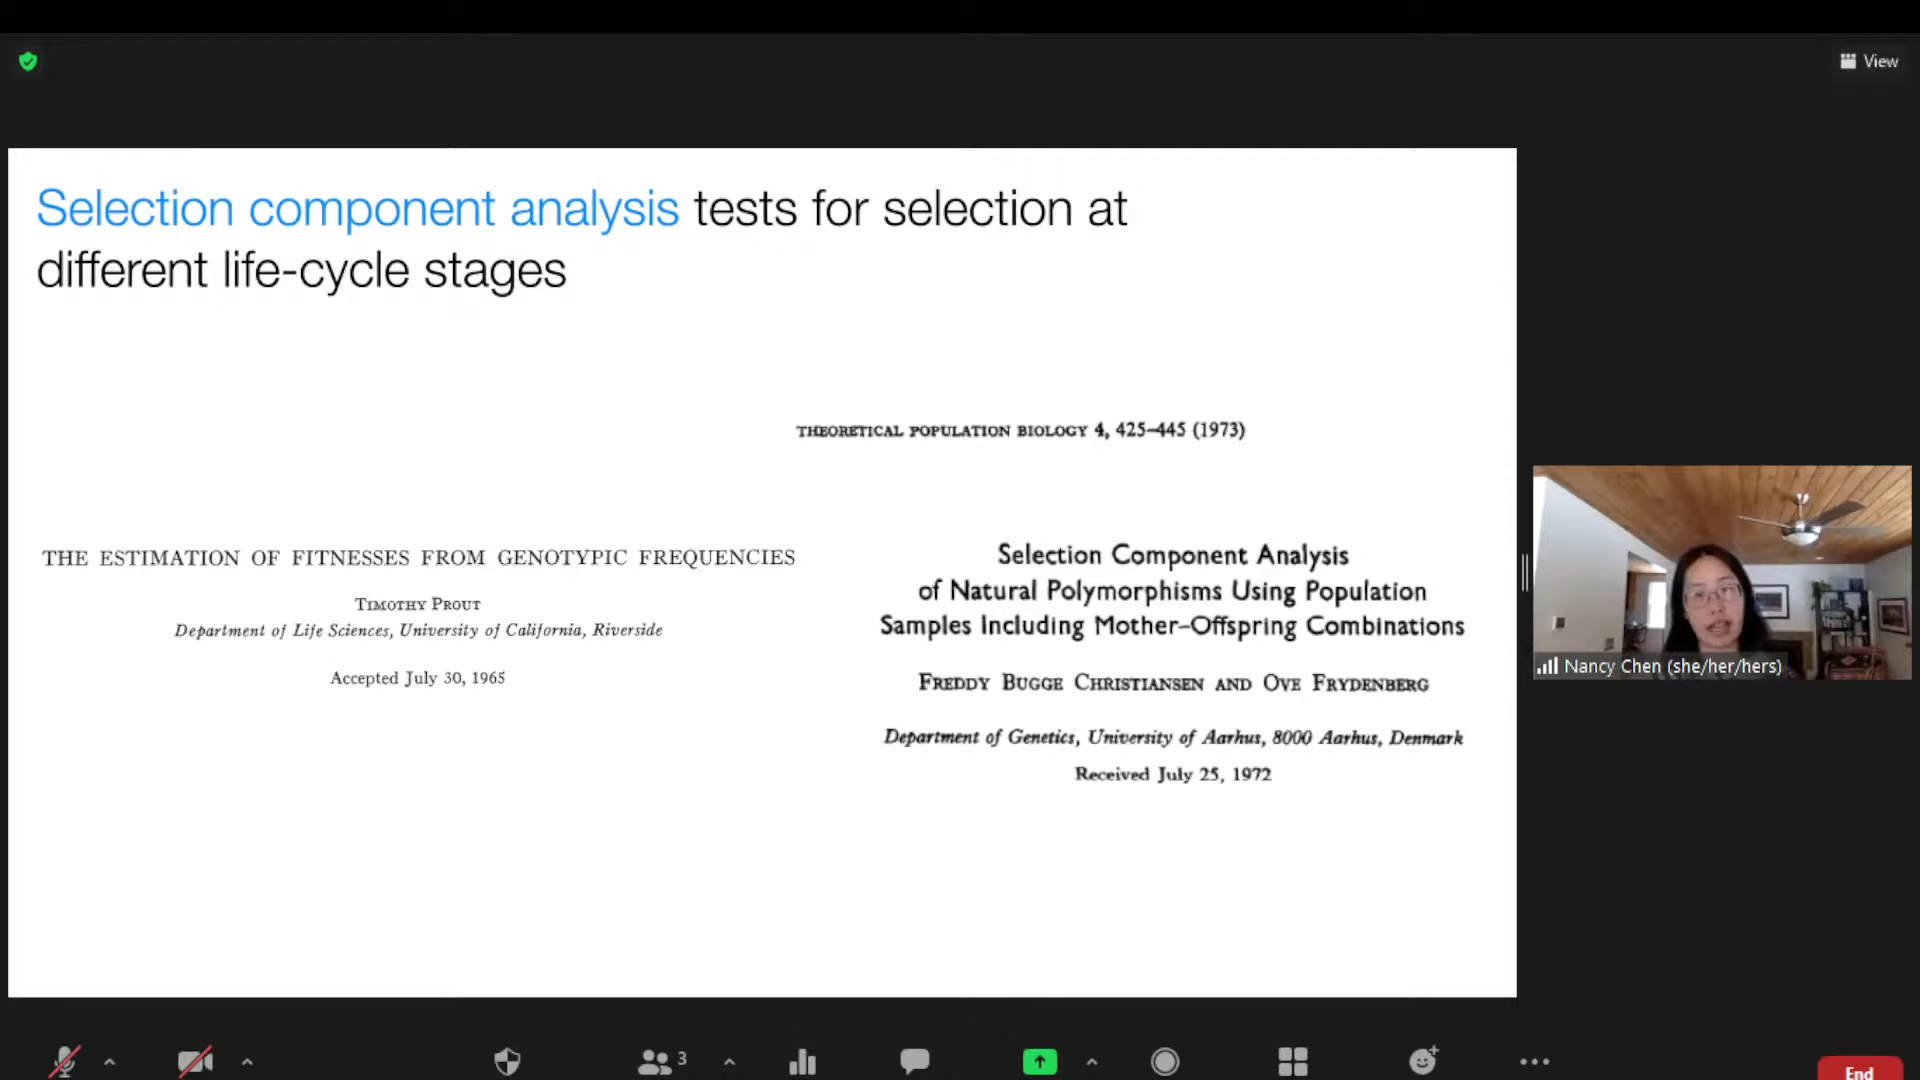 View
Selection component analysis tests for selection at
different life-cycle stages
THEORETICAL POPULATION BIOLOGY 4, 425–445 (1973)
THE ESTIMATION OF FITNESSES FROM GENOTYPIC FREQUENCIES
TIMOTHY PROUT
Department of Life Sciences, University of California, Riverside
Accepted July 30, 1965
Selection Component Analysis
of Natural Polymorphisms Using Population
Samples Including Mother–Offspring Combinations
FREDDY BUGGE CHRISTIANSEN AND OVE FRYDENBERG
Department of Genetics, University of Aarhus, 8000 Aarhus, Denmark
Received July 25, 1972
Nancy Chen (she/her/hers)
3
End